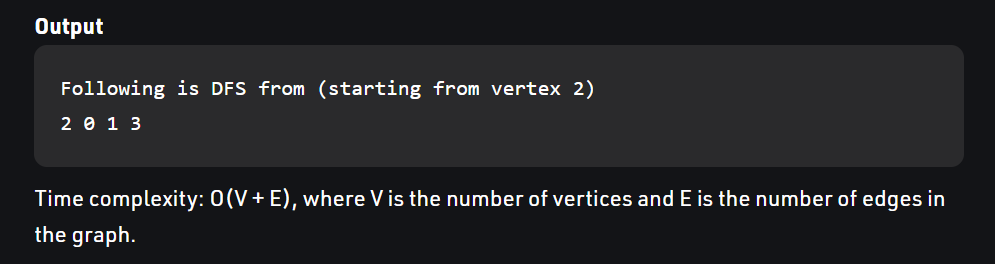 Output
Following is DFS from (starting from vertex 2)
2 0 1 3
Time complexity: O(V + E), where V is the number of vertices and E is the number of edges in
the graph.